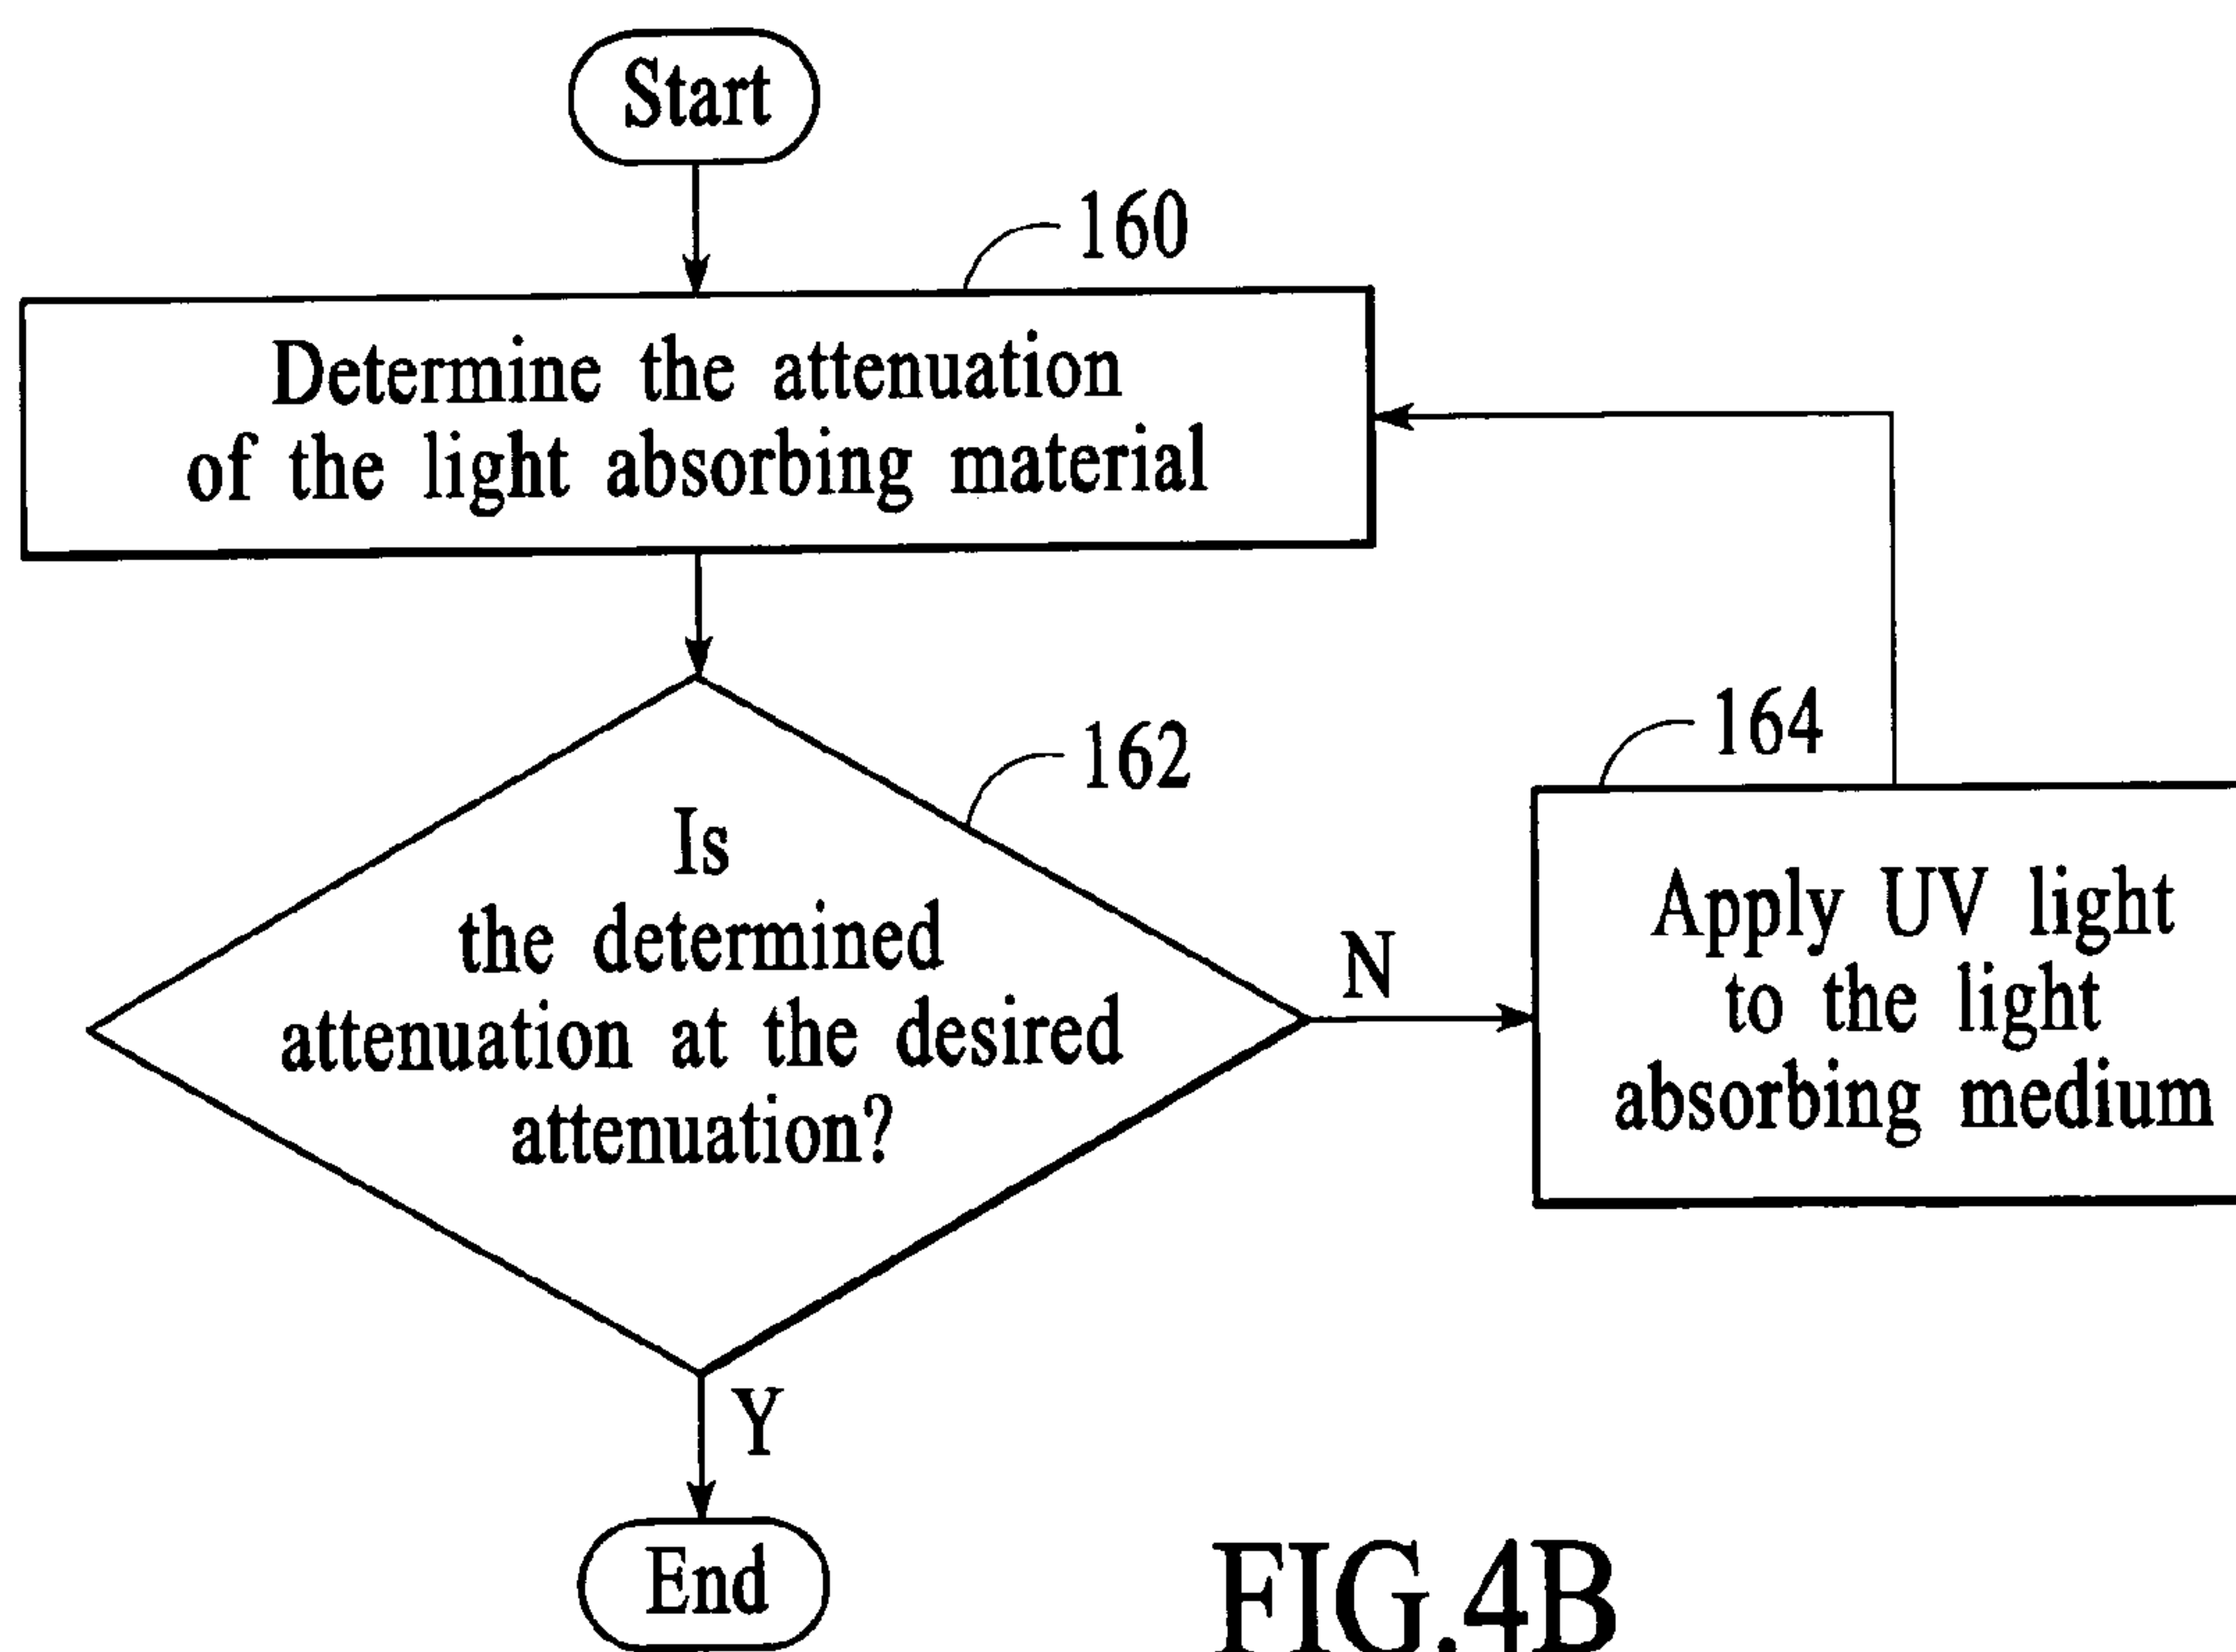 Start
160
Determine the attenuation
of the light absorbing material
162
Is
the determined
attenuation at the desired
attenuation?
N
164
Apply UV light
to the light
absorbing medium
Y
End
FIG.4B